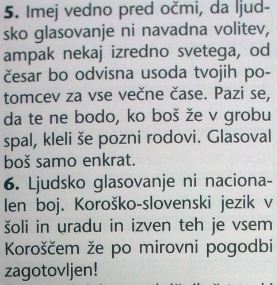 5. Imej vedno pred očmi, da ljud-
sko glasovanje ni navadna volitev,
ampak nekaj izredno svetega, od
česar bo odvisna usoda tvojih po-
tomcev za vse večne čase. Pazi se,
da te ne bodo, ko boš že v grobu
spal, kleli še pozni rodovi. Glasoval
boš samo enkrat.
6. Ljudsko glasovanje ni naciona-
len boj. Koroško-slovenski jezik v
šoli in uradu in izven teh je vsem
Koroščem že po mirovni pogodbi
zagotovljen!